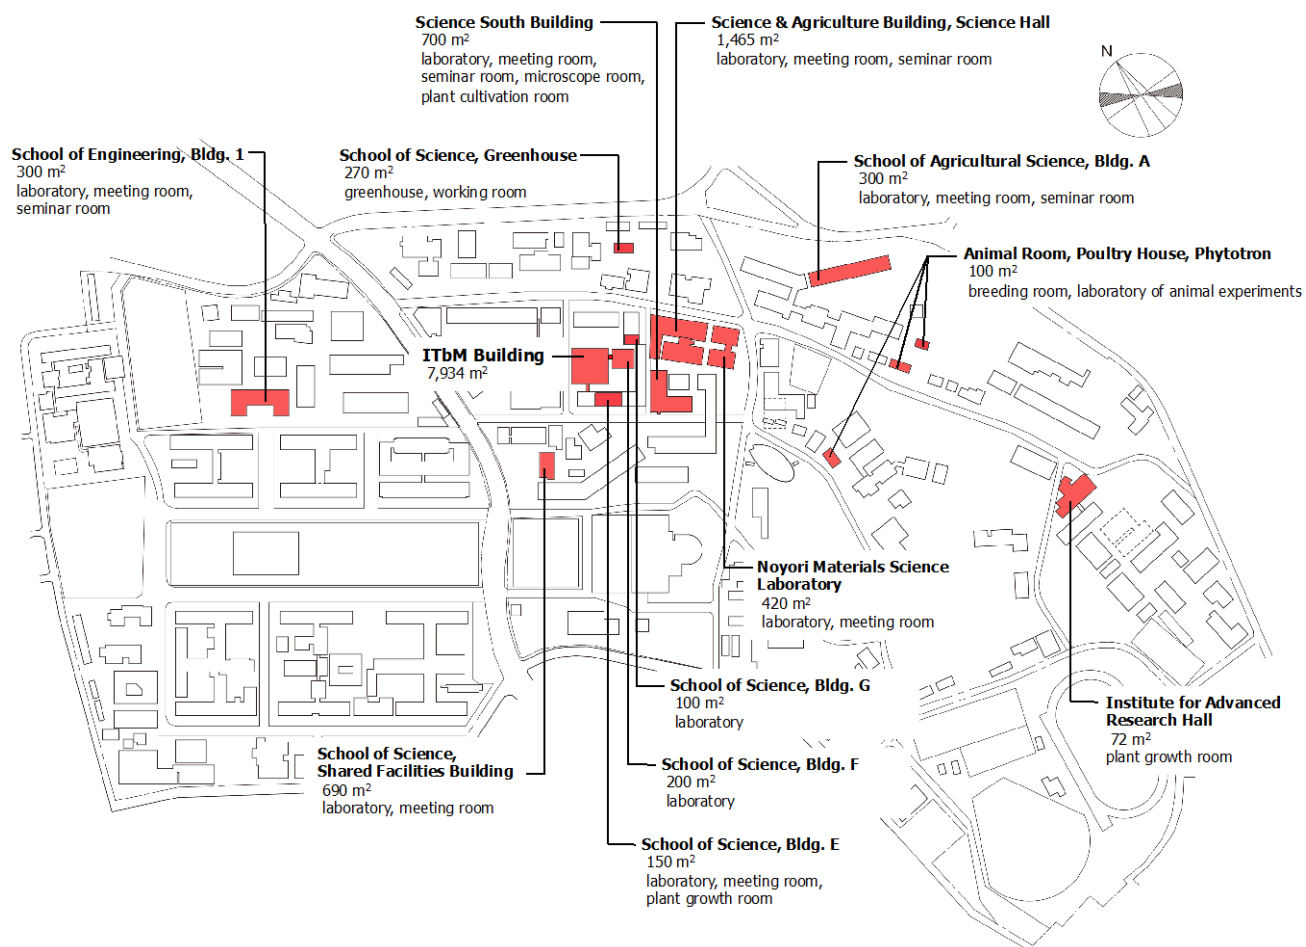 Science South Building
700 m²
laboratory, meeting room,
seminar room, microscope room,
plant cultivation room
Science & Agriculture Building, Science Hall
1,465 m²
laboratory, meeting room, seminar room
N
School of Engineering, Bldg. 1
300 m²
laboratory, meeting room,
seminar room
School of Science, Greenhouse
270 m²
greenhouse, working room
School of Agricultural Science, Bldg. A
300 m²
laboratory, meeting room, seminar room
Animal Room, Poultry House, Phytotron
100 m²
breeding room, laboratory of animal experiments
ITbM Building
7,934 m²
Noyori Materials Science
Laboratory
420 m²
laboratory, meeting room
School of Science, Bldg. G
100 m²
laboratory
Institute for Advanced
Research Hall
72 m²
plant growth room
School of Science,
Shared Facilities Building
690 m²
laboratory, meeting room
School of Science, Bldg. F
200 m²
laboratory
School of Science, Bldg. E
150 m²
laboratory, meeting room,
plant growth room